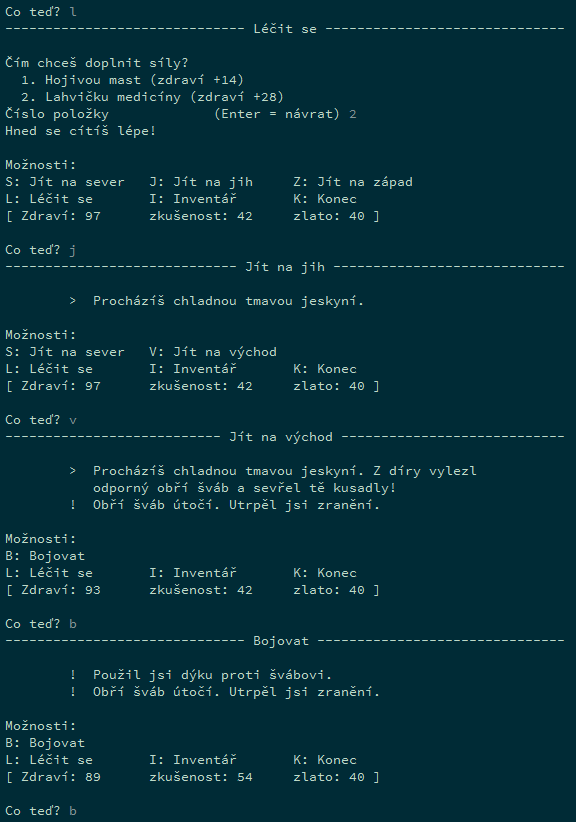 Co teď? l
------------------------------ Léčit se ------------------------------
Čím chceš doplnit síly?
1. Hojivou mast (zdraví +14)
2. Lahvičku medicíny (zdraví +28)
Číslo položky             (Enter = návrat) 2
Hned se cítíš lépe!
Možnosti:
S: Jít na sever   J: Jít na jih     Z: Jít na západ
L: Léčit se       I: Inventář       K: Konec
[ Zdraví: 97      zkušenost: 42     zlato: 40 ]
Co teď? j
----------------------------- Jít na jih -----------------------------
>  Procházíš chladnou tmavou jeskyní.
Možnosti:
S: Jít na sever   V: Jít na východ
L: Léčit se       I: Inventář       K: Konec
[ Zdraví: 97      zkušenost: 42     zlato: 40 ]
Co teď? v
--------------------------- Jít na východ ----------------------------
>  Procházíš chladnou tmavou jeskyní. Z díry vylezl
odporný obří šváb a sevřel tě kusadly!
!  Obří šváb útočí. Utrpěl jsi zranění.
Možnosti:
B: Bojovat
L: Léčit se       I: Inventář       K: Konec
[ Zdraví: 93      zkušenost: 42     zlato: 40 ]
Co teď? b
------------------------------ Bojovat -------------------------------
!  Použil jsi dýku proti švábovi.
!  Obří šváb útočí. Utrpěl jsi zranění.
Možnosti:
B: Bojovat
L: Léčit se       I: Inventář       K: Konec
[ Zdraví: 89      zkušenost: 54     zlato: 40 ]
Co teď? b